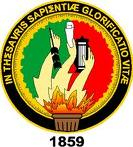 IN THESAVRIS SAPIENTIÆ GLORIFICATIO VITÆ
1859